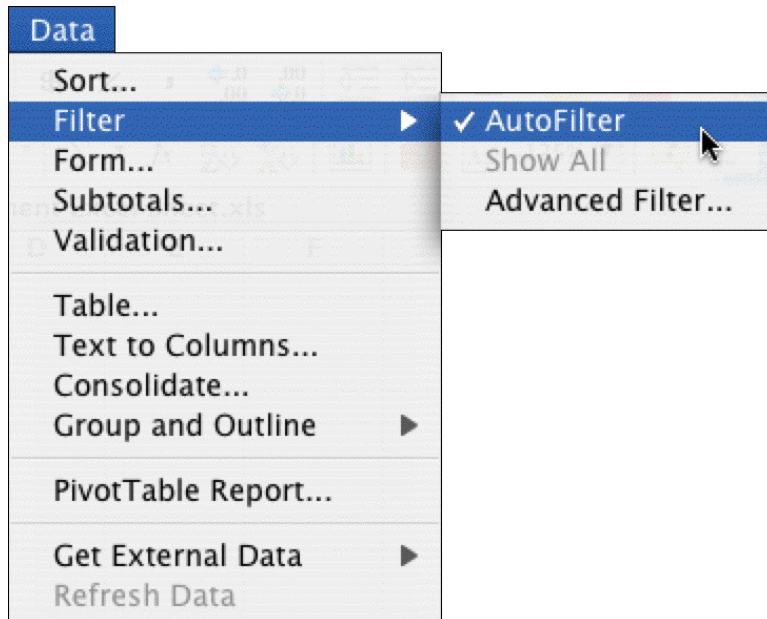 Data
Sort...
Filter
Form...
Subtotals...
Validation...
Table...
Text to Columns...
Consolidate...
Group and Outline
PivotTable Report...
Get External Data
Refresh Data
✓ AutoFilter
Show All
Advanced Filter...